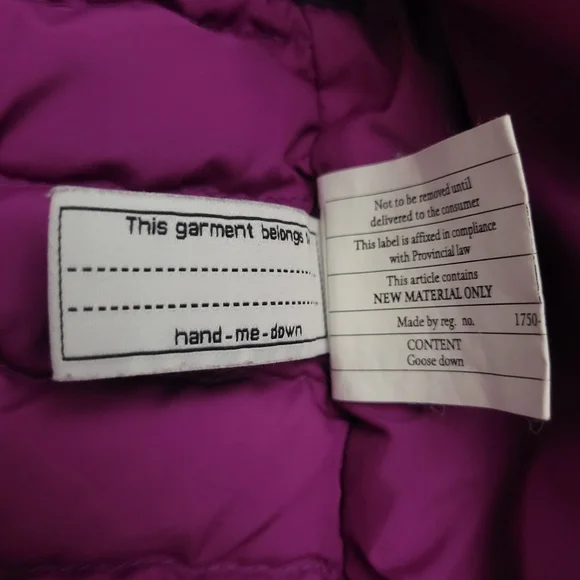 This garment belongs
hand-me-down
Not to be removed until
delivered to the consumer
This label is affixed in compliance
with Provincial law
This article contains
NEW MATERIAL ONLY
Made by reg. no. 1750-
CONTENT
Goose down